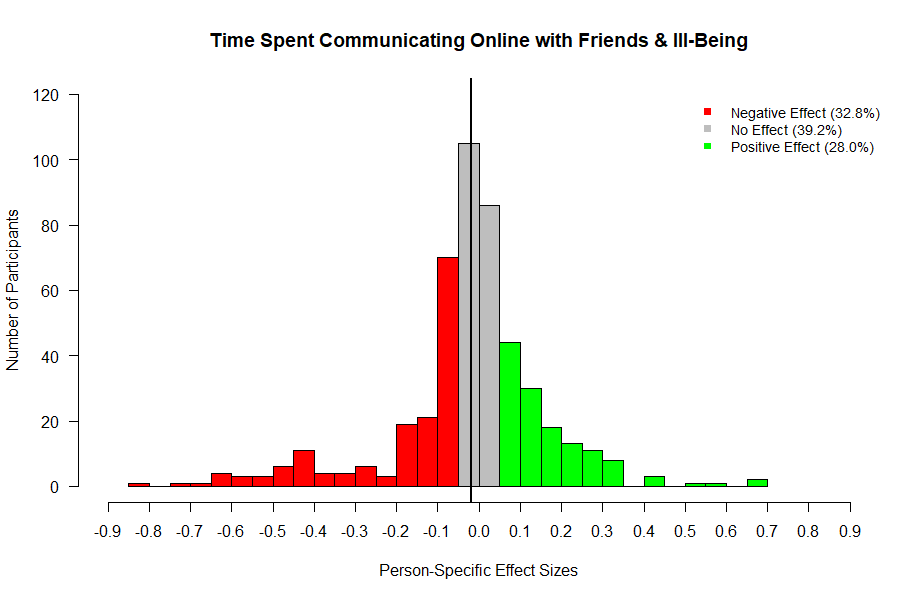 Time Spent Communicating Online with Friends & Ill-Being
Negative Effect (32.8%)
No Effect (39.2%)
Positive Effect (28.0%)
120
100
80
60
40
20
0
Number of Participants
-0.9 -0.8 -0.7 -0.6 -0.5 -0.4 -0.3 -0.2 -0.1 0.0 0.1 0.2 0.3 0.4 0.5 0.6 0.7 0.8 0.9
Person-Specific Effect Sizes